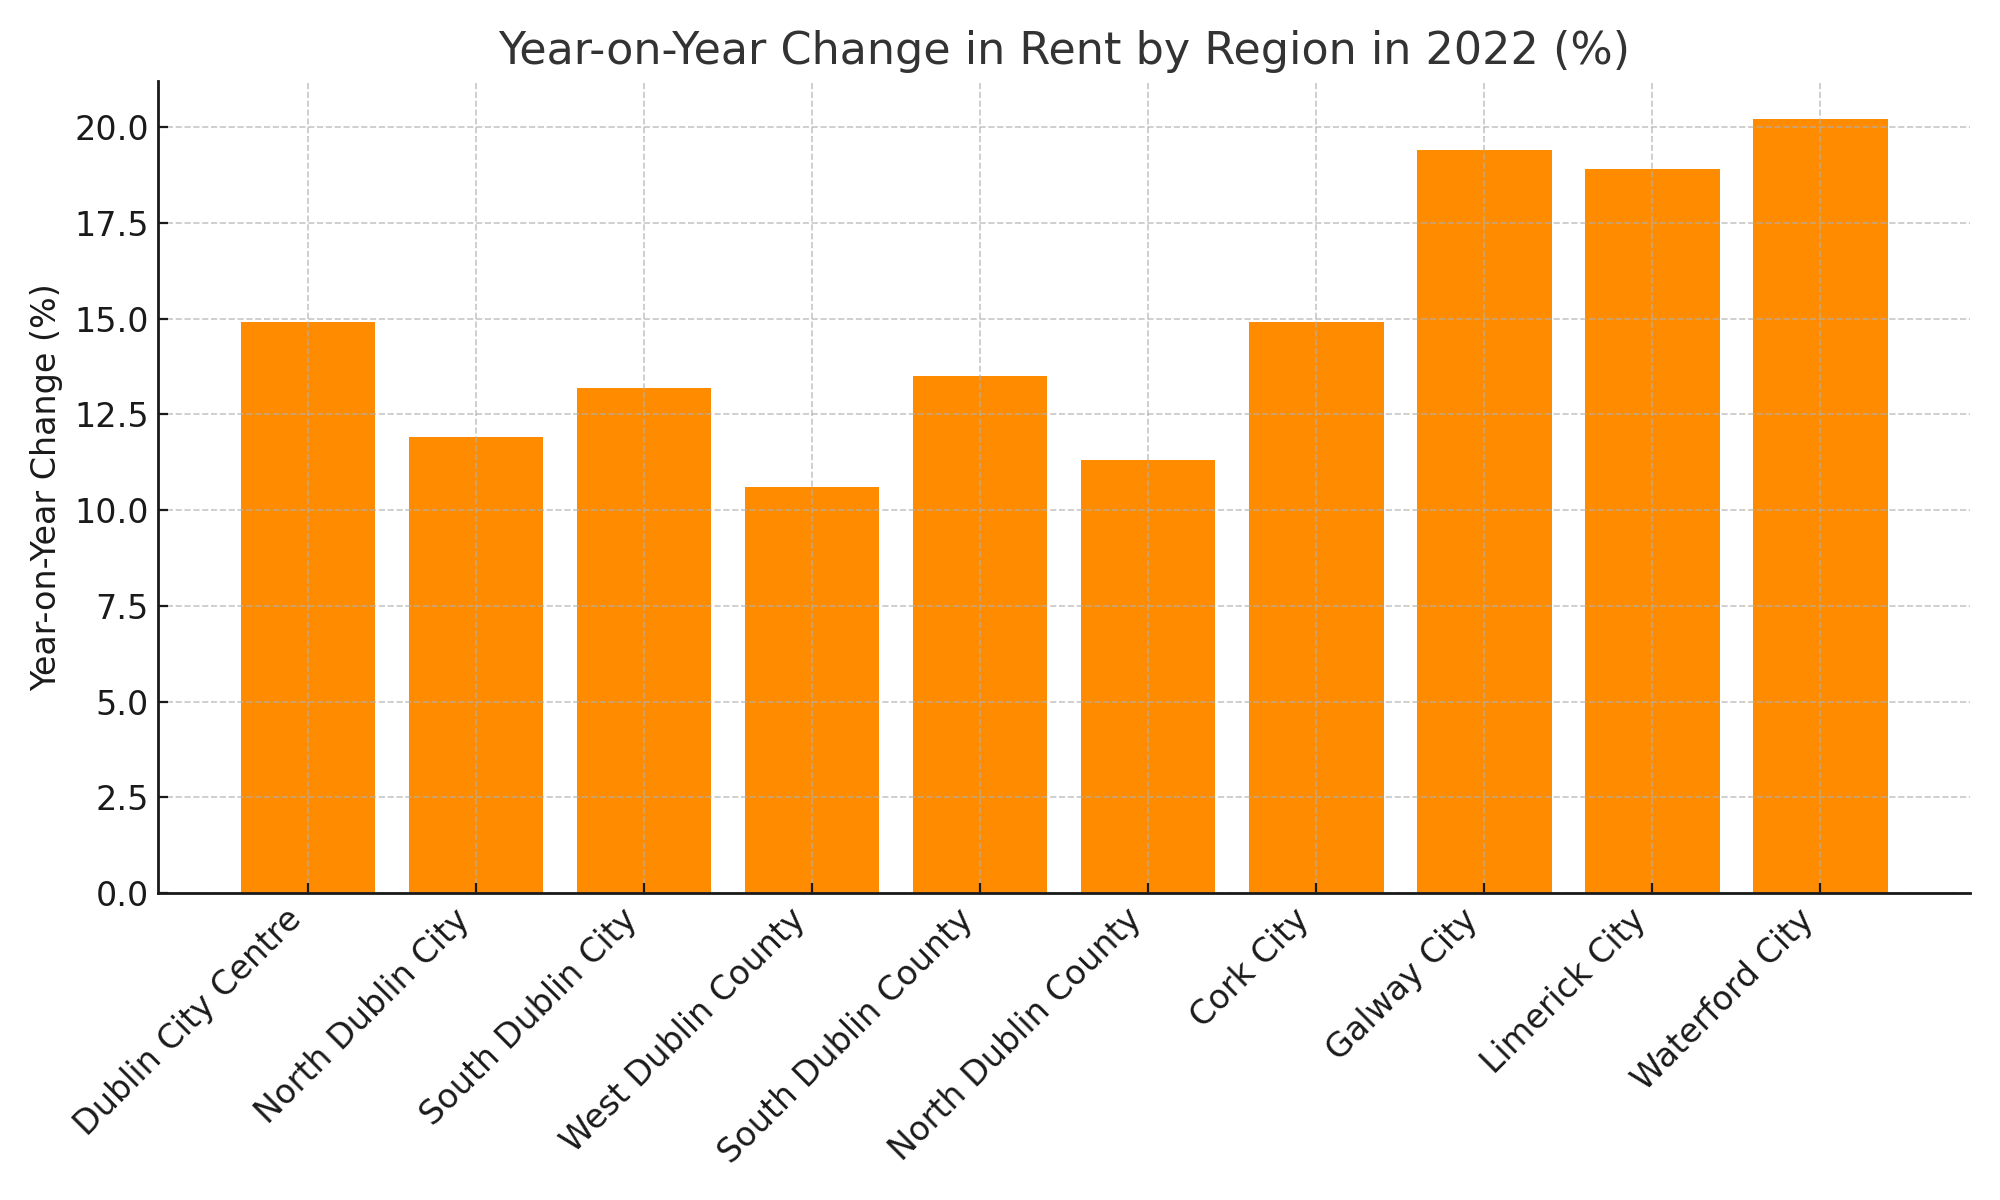 Year-on-Year Change in Rent by Region in 2022 (%)
Year-on-Year Change (%)
20.0
17.5
15.0
12.5
10.0
7.5
5.0
2.5
0.0
Dublin City Centre
North Dublin City
South Dublin City
West Dublin County
South Dublin County
North Dublin County
Cork City
Galway City
Limerick City
Waterford City